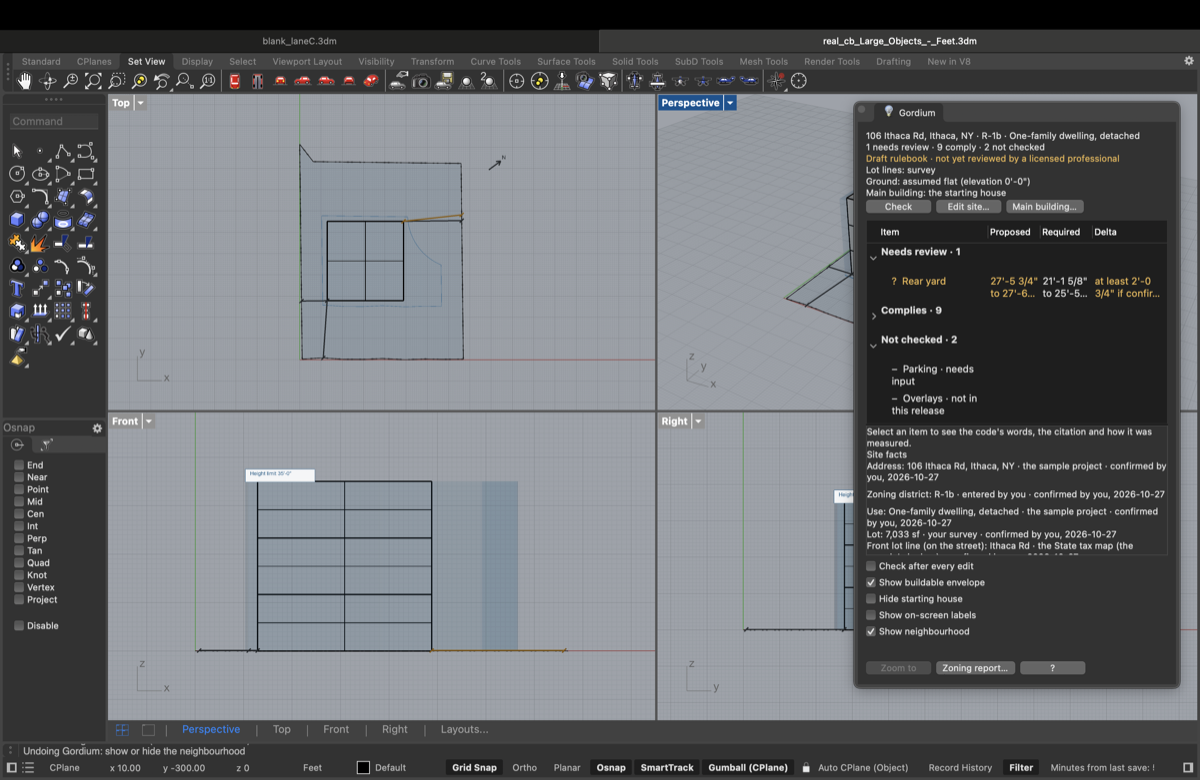 blank_laneC.3dm
real_cb_Large_Objects_-_Feet.3dm
Standard CPlanes Set View Display Select Viewport Layout Visibility Transform Curve Tools Surface Tools Solid Tools SubD Tools Mesh Tools Render Tools Drafting New in V8
Command
Top
N
y
x
Perspective
z
y
x
Front
Height limit 35'-0"
z
x
Right
Height
z
y
Osnap
End
Near
Point
Mid
Cen
Int
Perp
Tan
Quad
Knot
Vertex
Project
Disable
Gordium
106 Ithaca Rd, Ithaca, NY · R-1b · One-family dwelling, detached
1 needs review · 9 comply · 2 not checked
Draft rulebook · not yet reviewed by a licensed professional
Lot lines: survey
Ground: assumed flat (elevation 0'-0")
Main building: the starting house
Check Edit site... Main building...
Item Proposed Required Delta
Needs review · 1
? Rear yard 27'-5 3/4" 21'-1 5/8" at least 2'-0
to 27'-6... to 25'-5... 3/4" if confir...
Complies · 9
Not checked · 2
– Parking · needs
input
– Overlays · not in
this release
Select an item to see the code's words, the citation and how it was
measured.
Site facts
Address: 106 Ithaca Rd, Ithaca, NY · the sample project · confirmed by
you, 2026-10-27
Zoning district: R-1b · entered by you · confirmed by you, 2026-10-27
Use: One-family dwelling, detached · the sample project · confirmed
by you, 2026-10-27
Lot: 7,033 sf · your survey · confirmed by you, 2026-10-27
Front lot line (on the street): Ithaca Rd · the State tax map (the
Check after every edit
Show buildable envelope
Hide starting house
Show on-screen labels
Show neighbourhood
Zoom to Zoning report... ?
Perspective Top Front Right Layouts...
Undoing Gordium: show or hide the neighbourhood
CPlane x 10.00 y -300.00 z 0 Feet Default Grid Snap Ortho Planar Osnap SmartTrack Gumball (CPlane) Auto CPlane (Object) Record History Filter Minutes from last save: !